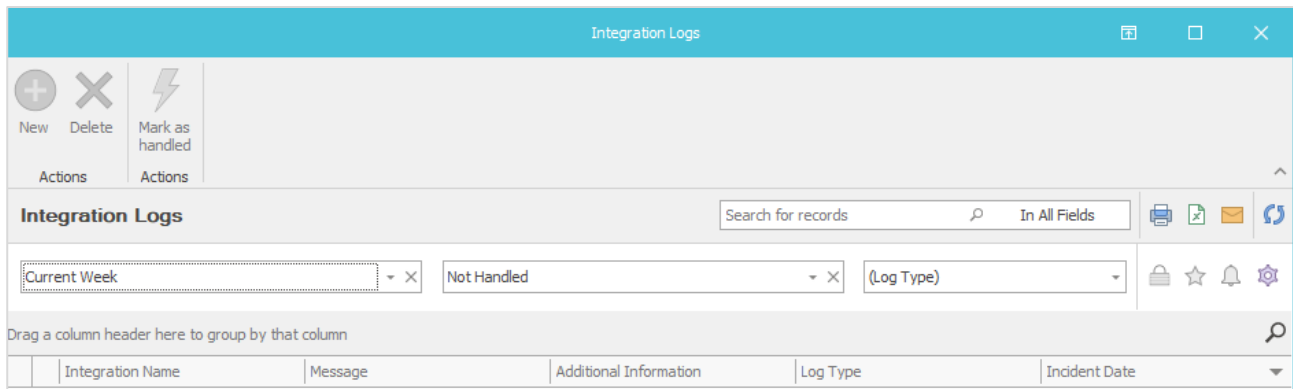 Integration Logs
New Delete Mark as
handled
Actions Actions
Integration Logs Search for records In All Fields
Current Week Not Handled (Log Type)
Drag a column header here to group by that column
Integration Name Message Additional Information Log Type Incident Date